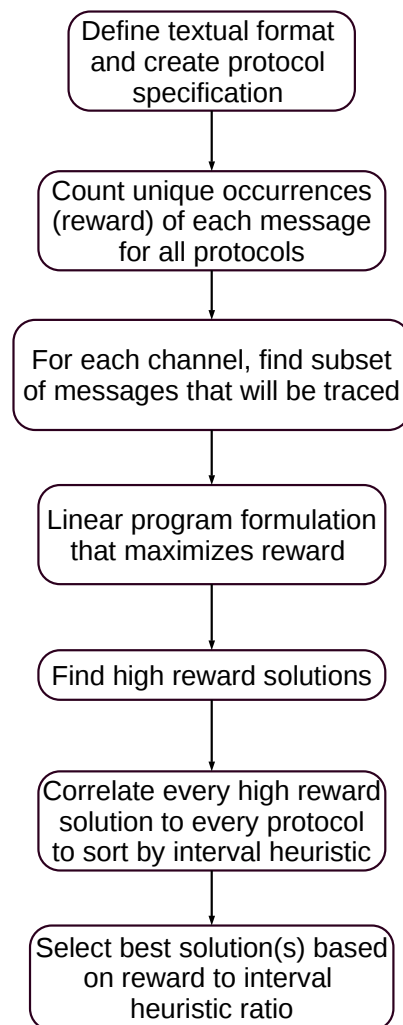 Define textual format
and create protocol
specification
Count unique occurrences
(reward) of each message
for all protocols
For each channel, find subset
of messages that will be traced
Linear program formulation
that maximizes reward
Find high reward solutions
Correlate every high reward
solution to every protocol
to sort by interval heuristic
Select best solution(s) based
on reward to interval
heuristic ratio